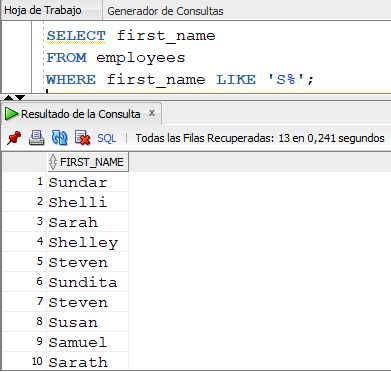 Hoja de Trabajo Generador de Consultas
SELECT first_name
FROM employees
WHERE first_name LIKE 'S%';
Resultado de la Consulta x
SQL | Todas las Filas Recuperadas: 13 en 0,241 segundos
FIRST_NAME
1 Sundar
2 Shelli
3 Sarah
4 Shelley
5 Steven
6 Sundita
7 Steven
8 Susan
9 Samuel
10 Sarath